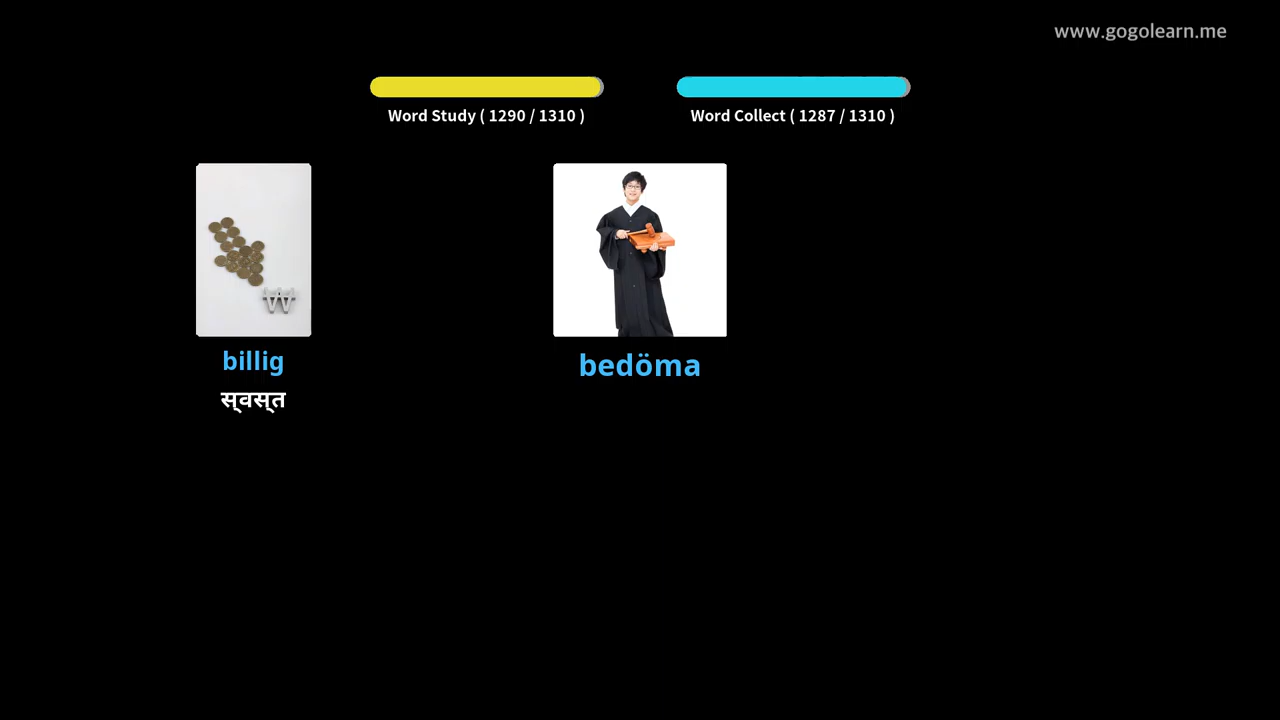 www.gogolearn.me
Word Study ( 1290 / 1310 )
Word Collect ( 1287 / 1310 )
billig
स्वस्त
bedöma